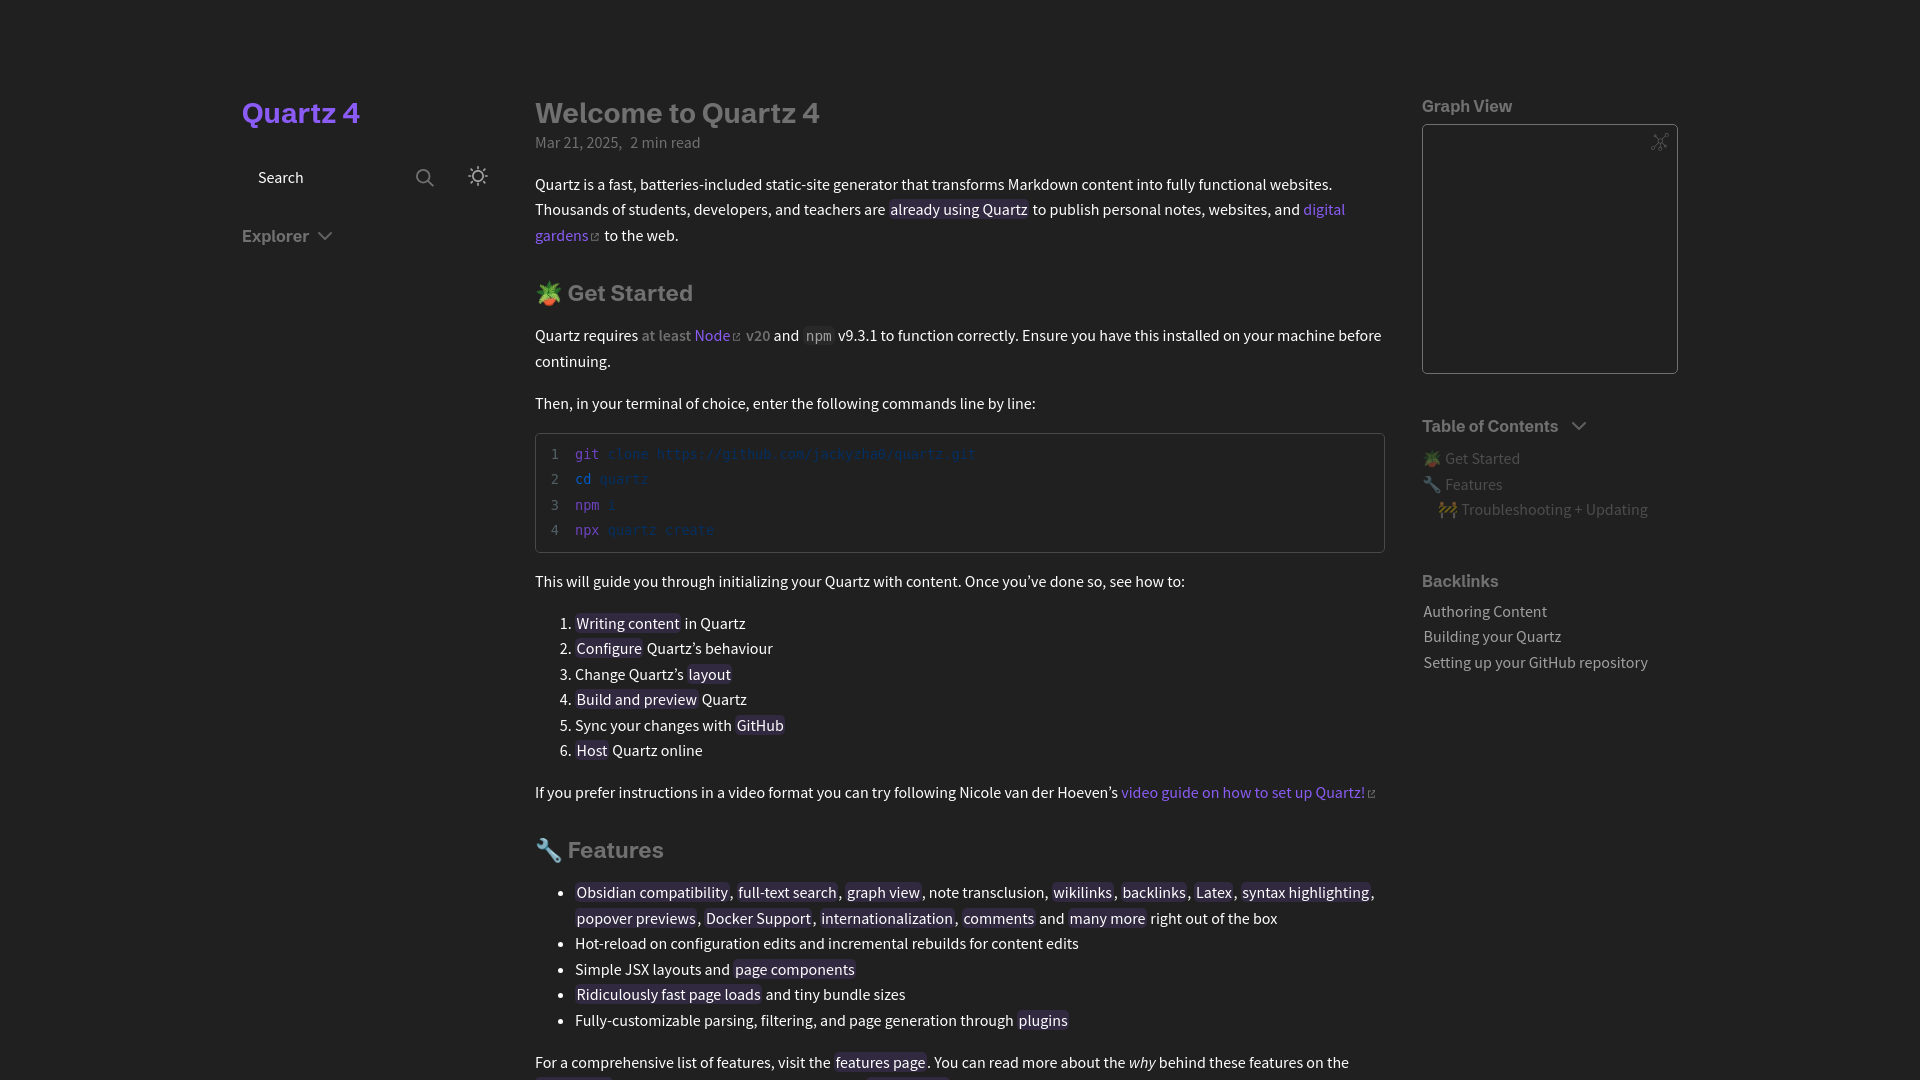 Quartz 4
Search
Explorer
Welcome to Quartz 4
Mar 21, 2025, 2 min read
Quartz is a fast, batteries-included static-site generator that transforms Markdown content into fully functional websites.
Thousands of students, developers, and teachers are already using Quartz to publish personal notes, websites, and digital
gardens to the web.
🪴 Get Started
Quartz requires at least Node v20 and npm v9.3.1 to function correctly. Ensure you have this installed on your machine before
continuing.
Then, in your terminal of choice, enter the following commands line by line:
1 git clone https://github.com/jackyzha0/quartz.git
2 cd quartz
3 npm i
4 npx quartz create
This will guide you through initializing your Quartz with content. Once you’ve done so, see how to:
1. Writing content in Quartz
2. Configure Quartz’s behaviour
3. Change Quartz’s layout
4. Build and preview Quartz
5. Sync your changes with GitHub
6. Host Quartz online
If you prefer instructions in a video format you can try following Nicole van der Hoeven’s video guide on how to set up Quartz!
🔧 Features
• Obsidian compatibility, full-text search, graph view, note transclusion, wikilinks, backlinks, Latex, syntax highlighting,
popover previews, Docker Support, internationalization, comments and many more right out of the box
• Hot-reload on configuration edits and incremental rebuilds for content edits
• Simple JSX layouts and page components
• Ridiculously fast page loads and tiny bundle sizes
• Fully-customizable parsing, filtering, and page generation through plugins
For a comprehensive list of features, visit the features page. You can read more about the why behind these features on the
Graph View
Table of Contents
🪴 Get Started
🔧 Features
🚧 Troubleshooting + Updating
Backlinks
Authoring Content
Building your Quartz
Setting up your GitHub repository